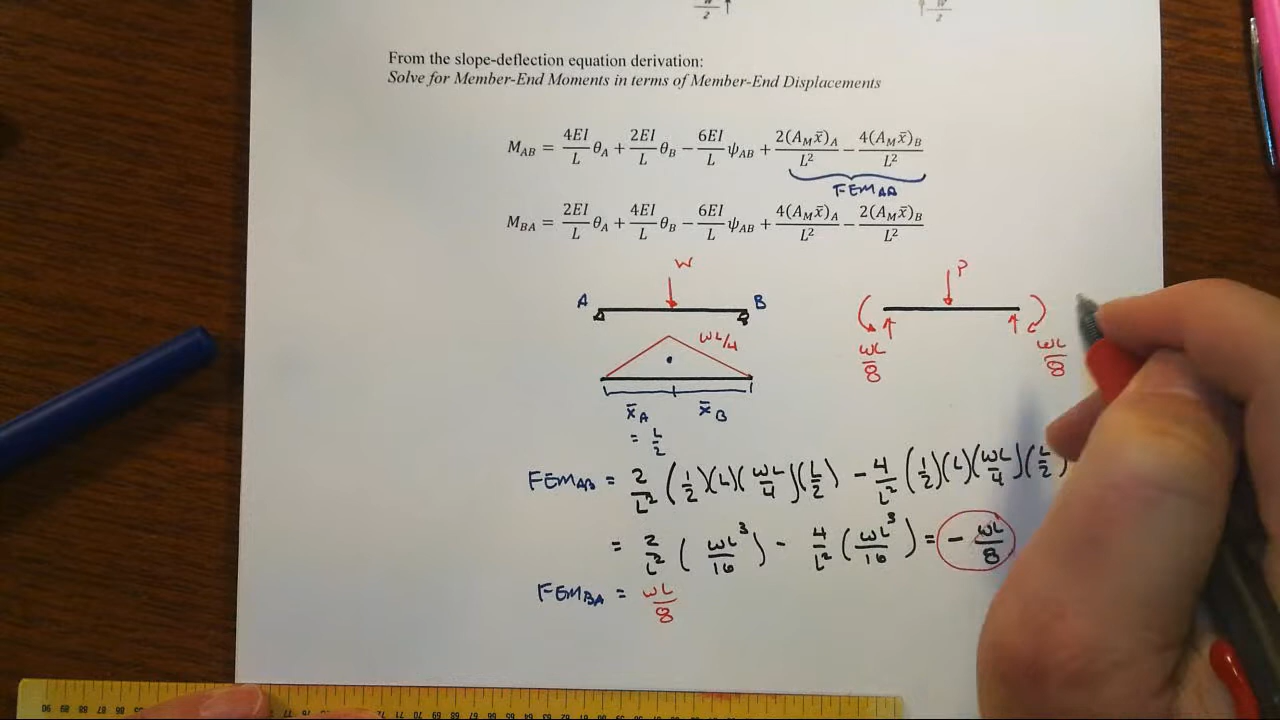 W/2 ↑ ↑ W/2
From the slope-deflection equation derivation:
Solve for Member-End Moments in terms of Member-End Displacements
M_AB = 4EI/L θ_A + 2EI/L θ_B − 6EI/L ψ_AB + 2(A_M x̄)_A/L² − 4(A_M x̄)_B/L²
FEM_AB
M_BA = 2EI/L θ_A + 4EI/L θ_B − 6EI/L ψ_AB + 4(A_M x̄)_A/L² − 2(A_M x̄)_B/L²
W
P
A B
WL/4
WL/8 WL/8
x̄_A x̄_B
= L/2
FEM_AB = 2/L² (1/2)(L)(WL/4)(L/2) − 4/L² (1/2)(L)(WL/4)(L/2)
= 2/L² (WL³/16) − 4/L² (WL³/16) = − WL/8
FEM_BA = WL/8